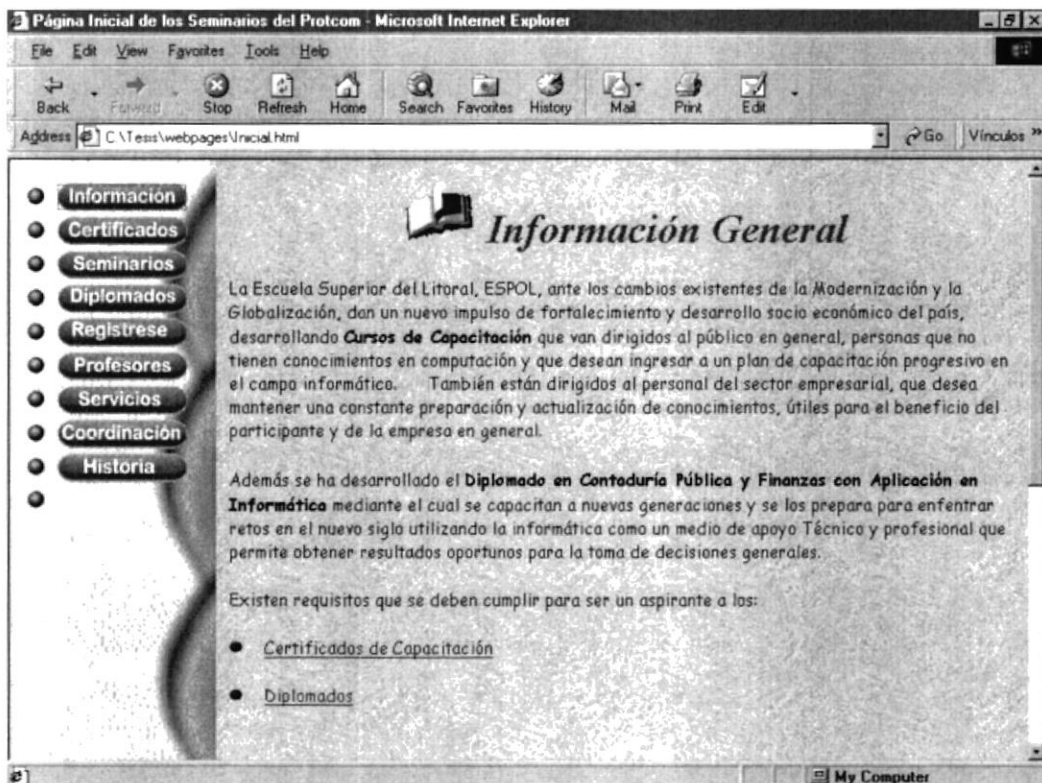 Página Inicial de los Seminarios del Protcom - Microsoft Internet Explorer
File Edit View Favorites Tools Help
Back Forward Stop Refresh Home Search Favorites History Mail Print Edit
Address C:\Tesis\webpages\Inicial.html Go Vínculos »
Información
Certificados
Seminarios
Diplomados
Registrese
Profesores
Servicios
Coordinación
Historia
Información General
La Escuela Superior del Litoral, ESPOL, ante los cambios existentes de la Modernización y la
Globalización, dan un nuevo impulso de fortalecimiento y desarrollo socio económico del país,
desarrollando Cursos de Capacitación que van dirigidos al público en general, personas que no
tienen conocimientos en computación y que desean ingresar a un plan de capacitación progresivo en
el campo informático. También están dirigidos al personal del sector empresarial, que desea
mantener una constante preparación y actualización de conocimientos, útiles para el beneficio del
participante y de la empresa en general.
Además se ha desarrollado el Diplomado en Contaduría Pública y Finanzas con Aplicación en
Informática mediante el cual se capacitan a nuevas generaciones y se los prepara para enfentrar
retos en el nuevo siglo utilizando la informática como un medio de apoyo Técnico y profesional que
permite obtener resultados oportunos para la toma de decisiones generales.
Existen requisitos que se deben cumplir para ser un aspirante a los:
Certificados de Capacitación
Diplomados
My Computer